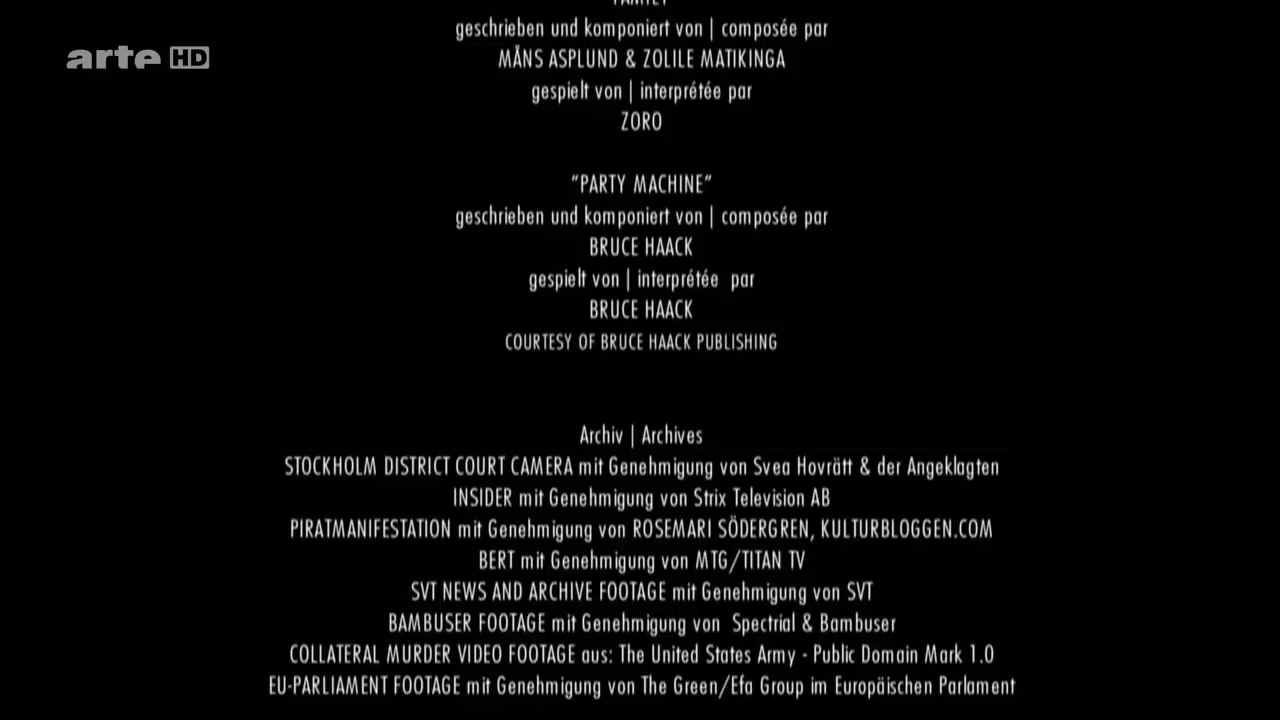 arte HD
geschrieben und komponiert von | composée par
MÅNS ASPLUND & ZOLILE MATIKINGA
gespielt von | interprétée par
ZORO
“PARTY MACHINE”
geschrieben und komponiert von | composée par
BRUCE HAACK
gespielt von | interprétée par
BRUCE HAACK
COURTESY OF BRUCE HAACK PUBLISHING
Archiv | Archives
STOCKHOLM DISTRICT COURT CAMERA mit Genehmigung von Svea Hovrätt & der Angeklagten
INSIDER mit Genehmigung von Strix Television AB
PIRATMANIFESTATION mit Genehmigung von ROSEMARI SÖDERGREN, KULTURBLOGGEN.COM
BERT mit Genehmigung von MTG/TITAN TV
SVT NEWS AND ARCHIVE FOOTAGE mit Genehmigung von SVT
BAMBUSER FOOTAGE mit Genehmigung von Spectrial & Bambuser
COLLATERAL MURDER VIDEO FOOTAGE aus: The United States Army - Public Domain Mark 1.0
EU-PARLIAMENT FOOTAGE mit Genehmigung von The Green/Efa Group im Europäischen Parlament